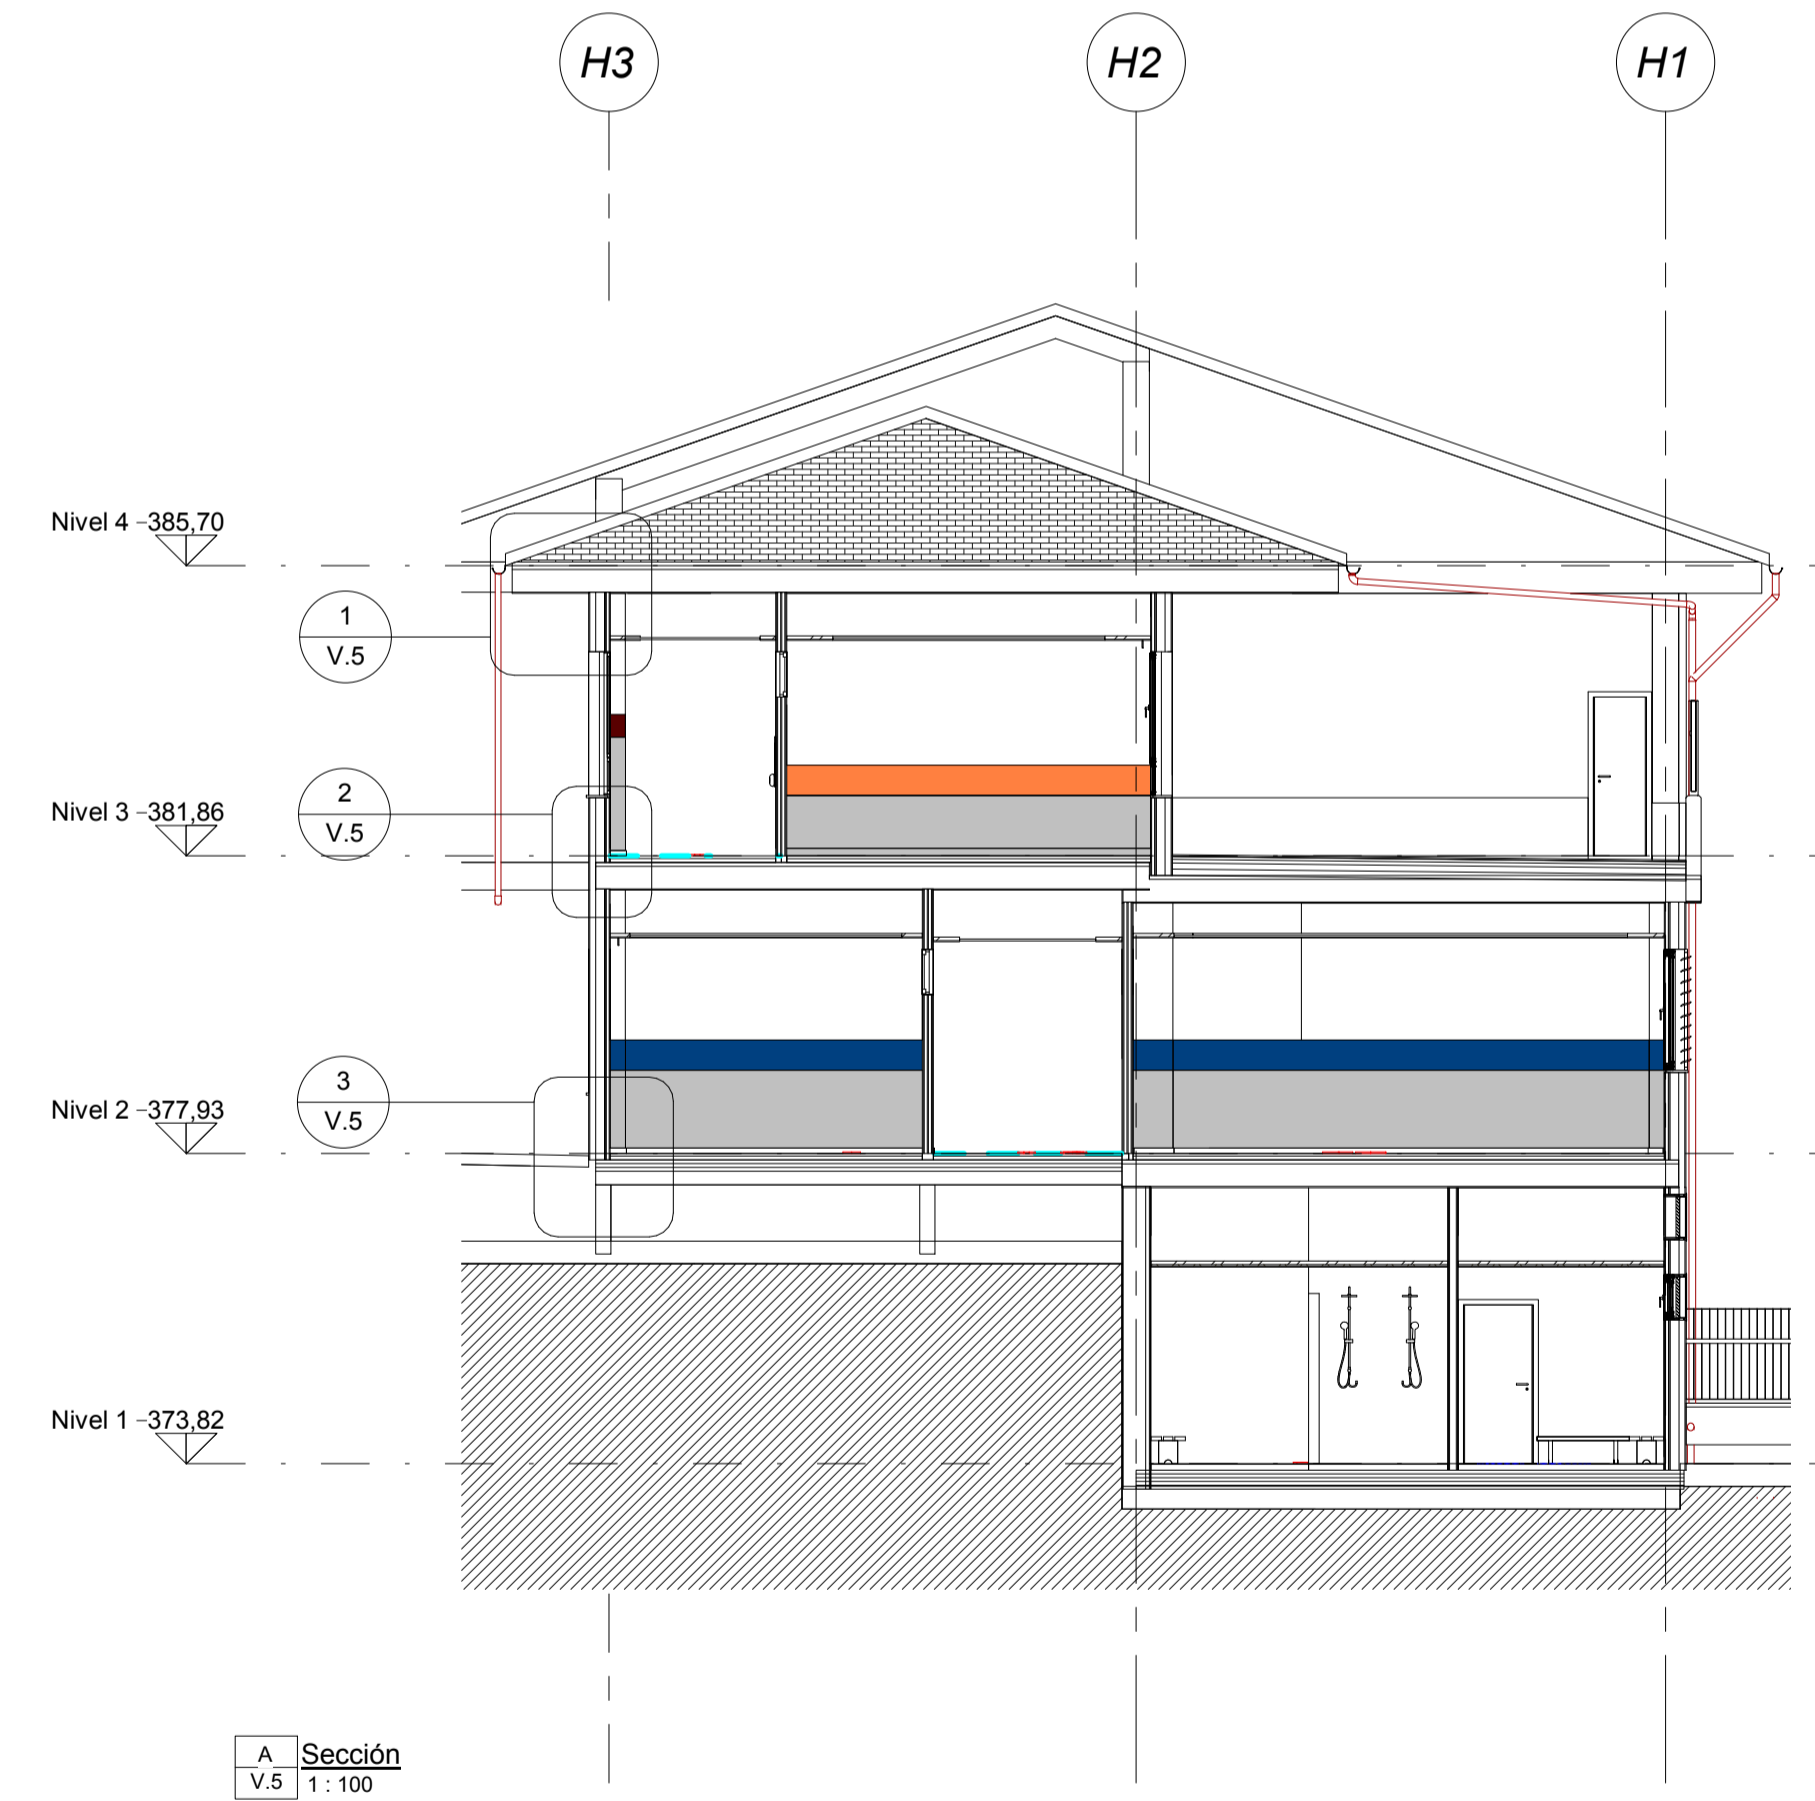 H3 H2 H1
Nivel 4 –385,70
1
V.5
Nivel 3 –381,86
2
V.5
Nivel 2 –377,93
3
V.5
Nivel 1 –373,82
A Sección
V.5 1 : 100